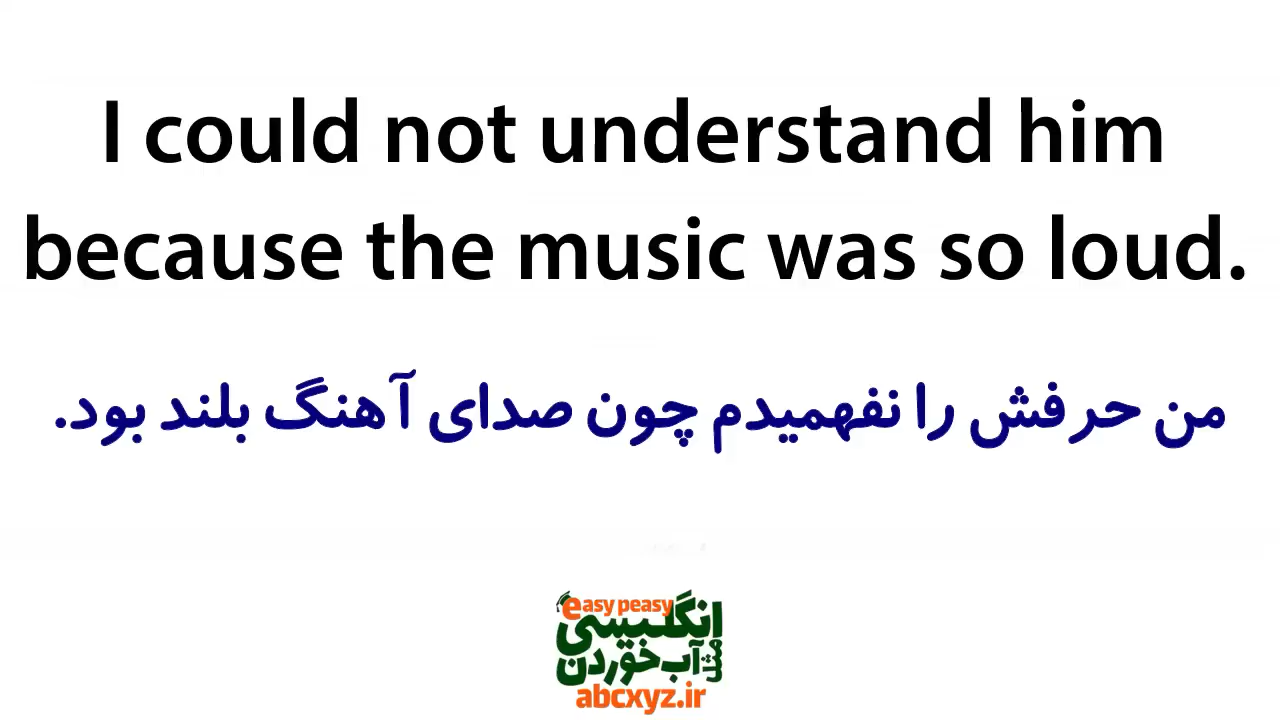 I could not understand him
because the music was so loud.
من حرفش را نفهمیدم چون صدای آهنگ بلند بود.
easy peasy
انگلیسی
مثل آب خوردن
abcxyz.ir